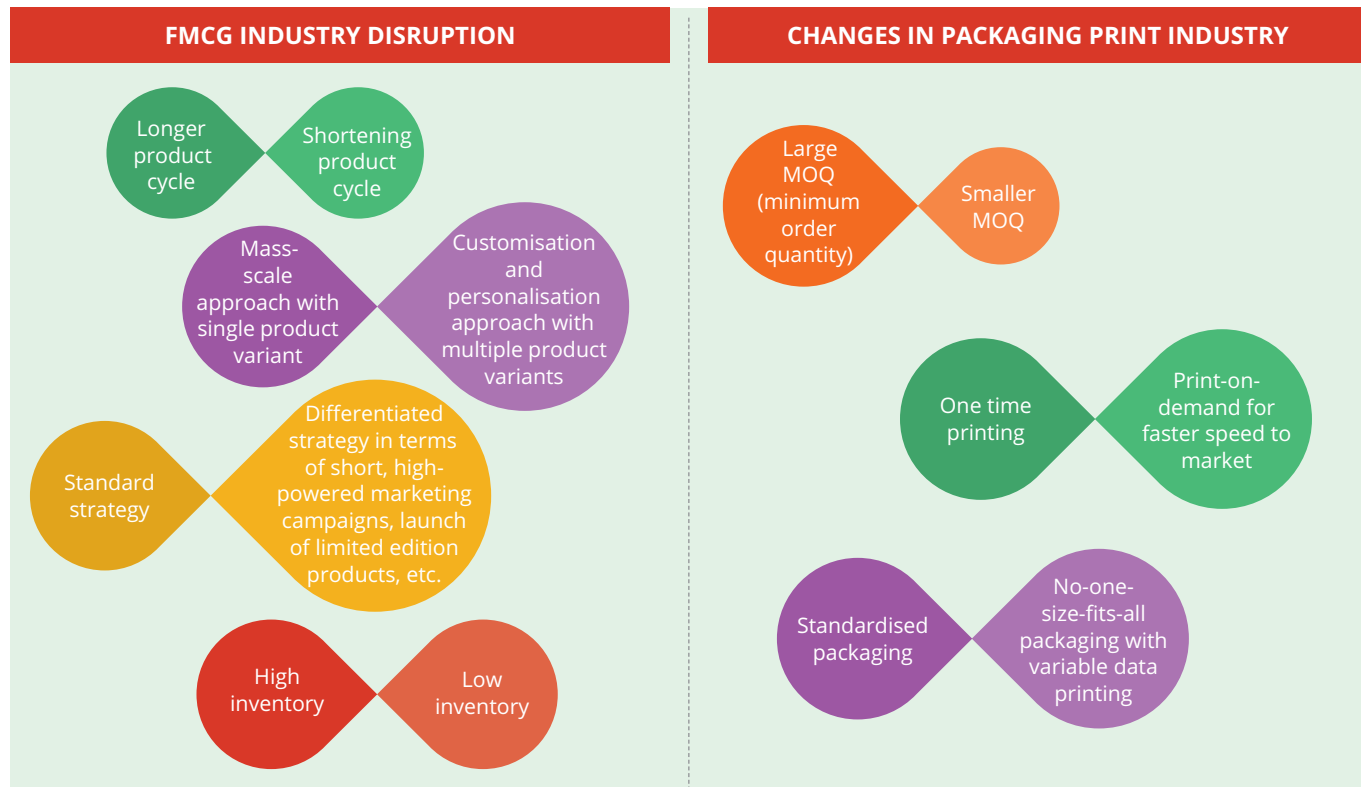 FMCG INDUSTRY DISRUPTION
Longer
product
cycle
Shortening
product
cycle
Mass-
scale
approach with
single product
variant
Customisation
and
personalisation
approach with
multiple product
variants
Standard
strategy
Differentiated
strategy in terms
of short, high-
powered marketing
campaigns, launch
of limited edition
products, etc.
High
inventory
Low
inventory
CHANGES IN PACKAGING PRINT INDUSTRY
Large
MOQ
(minimum
order
quantity)
Smaller
MOQ
One time
printing
Print-on-
demand for
faster speed to
market
Standardised
packaging
No-one-
size-fits-all
packaging with
variable data
printing